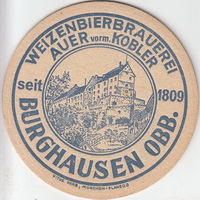 WEIZENBIERBRAUEREI
AUER vorm. KOBLER
seit 1809
BURGHAUSEN OBB.